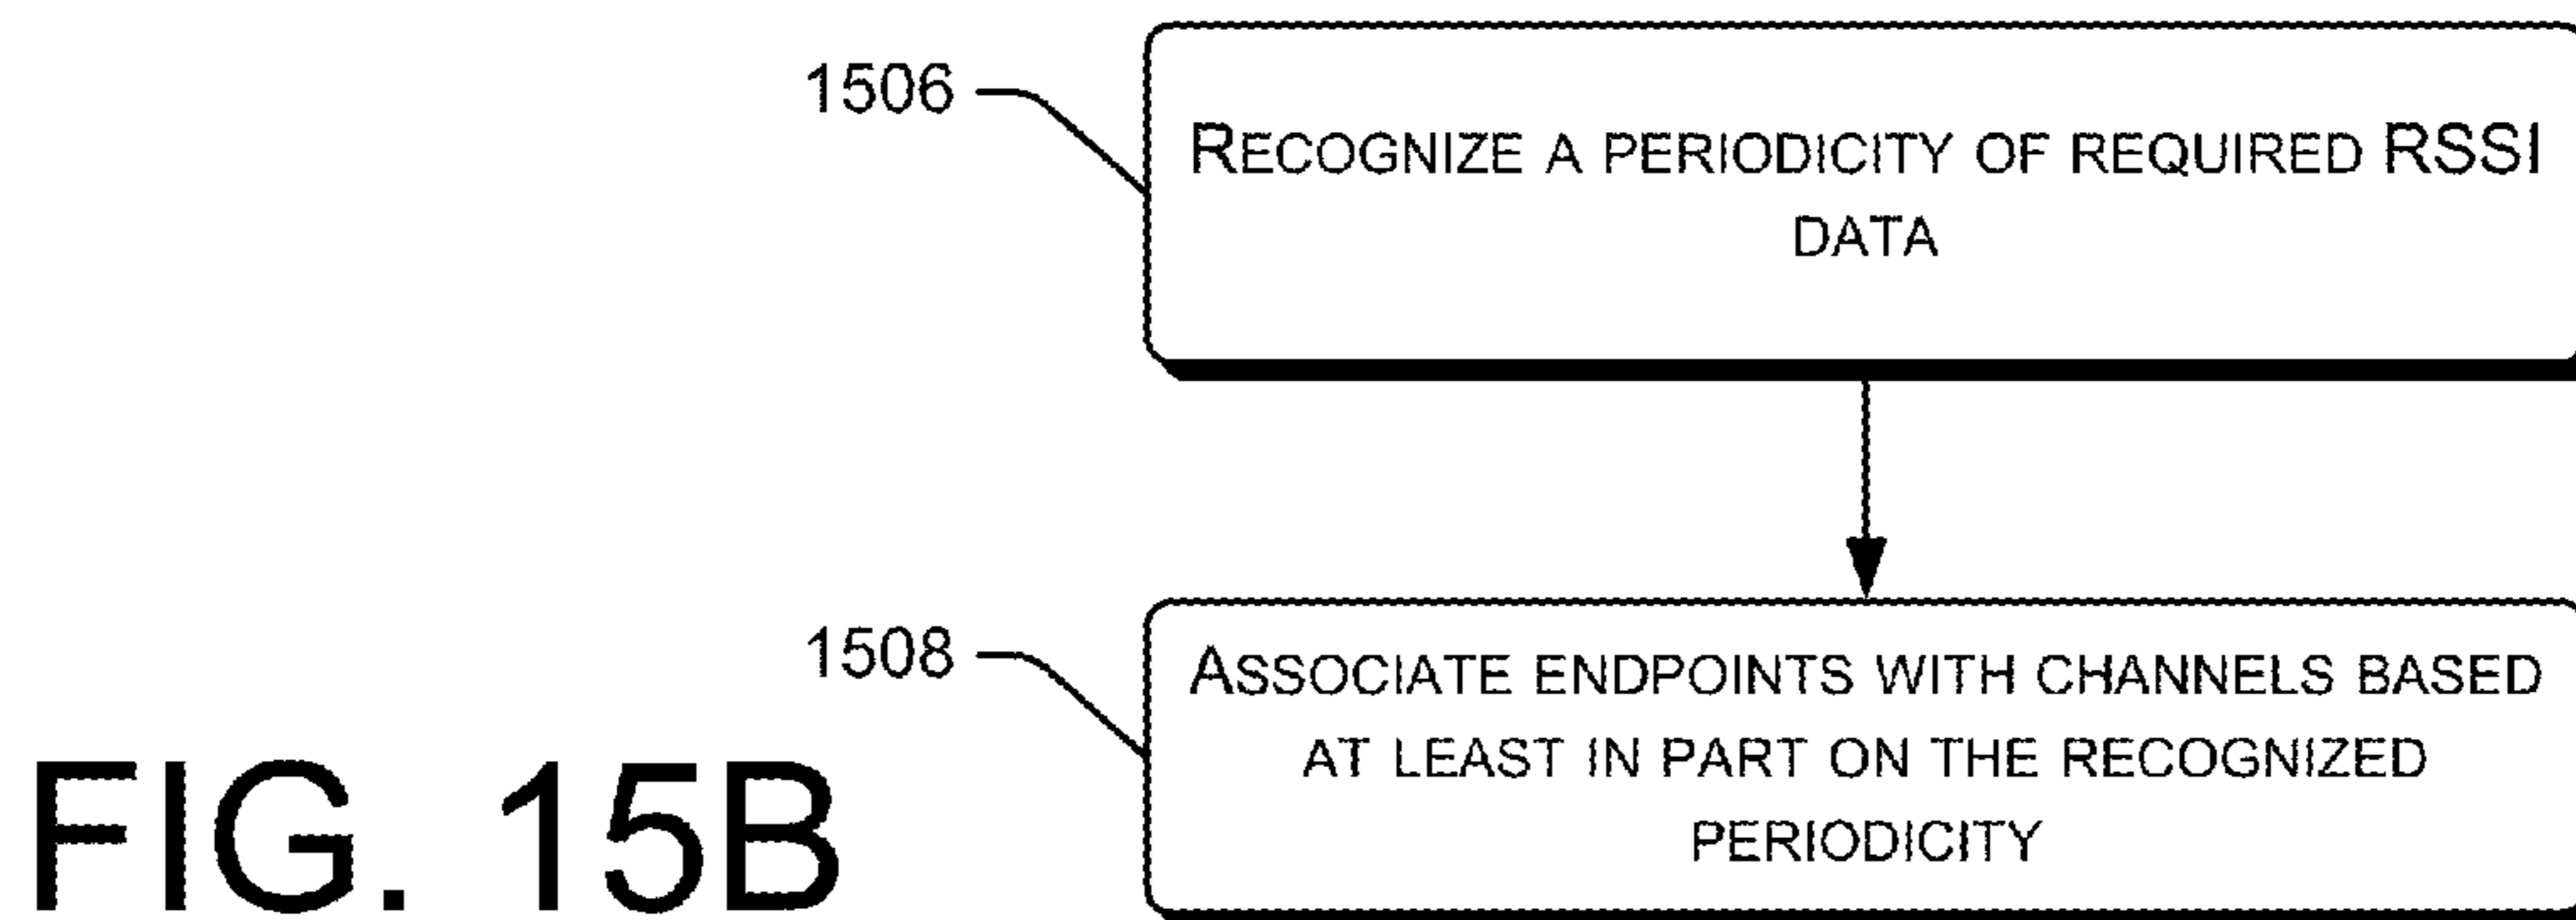 1506
RECOGNIZE A PERIODICITY OF REQUIRED RSSI
DATA
1508
ASSOCIATE ENDPOINTS WITH CHANNELS BASED
AT LEAST IN PART ON THE RECOGNIZED
PERIODICITY
FIG. 15B